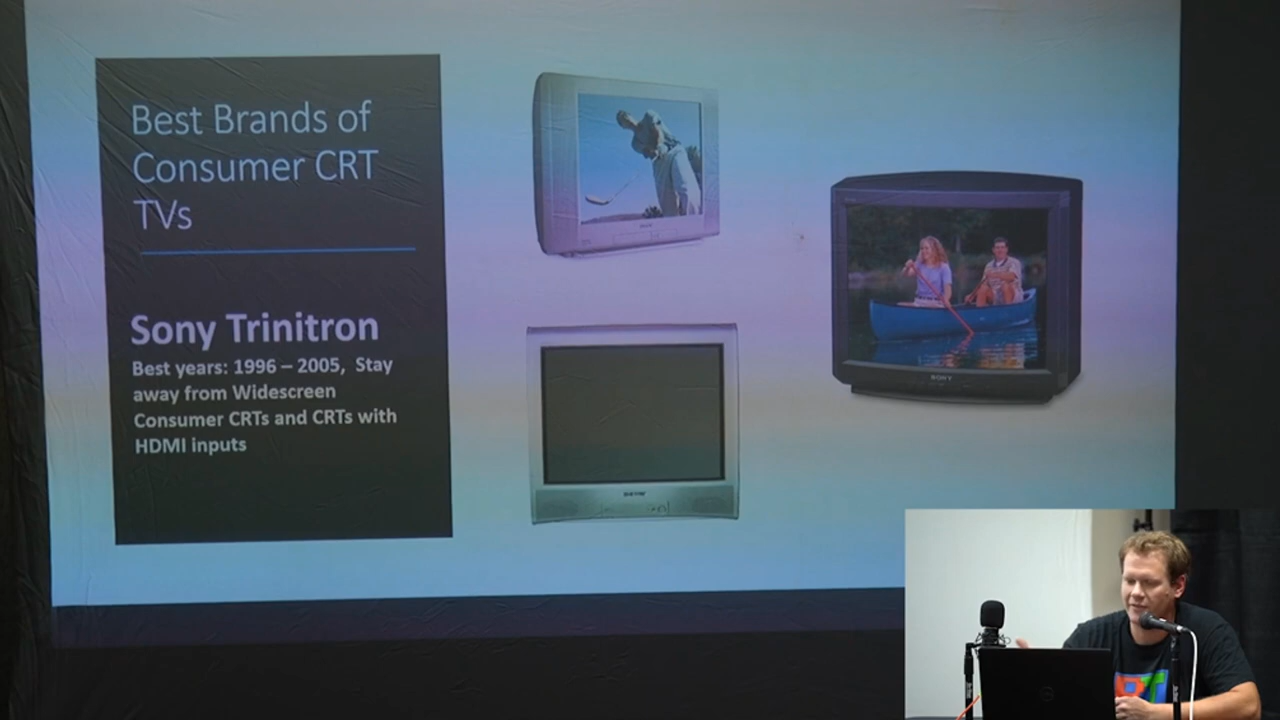 Best Brands of
Consumer CRT
TVs
Sony Trinitron
Best years: 1996 – 2005, Stay
away from Widescreen
Consumer CRTs and CRTs with
HDMI inputs
SONY